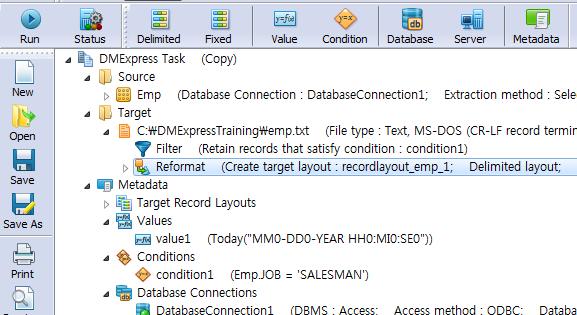 Run
Status
Delimited
Fixed
Value
Condition
Database
Server
Metadata
New
Open
Save
Save As
Print
DMExpress Task (Copy)
Source
Emp (Database Connection : DatabaseConnection1; Extraction method : Sele
Target
C:₩DMExpressTraining₩emp.txt (File type : Text, MS-DOS (CR-LF record termin
Filter (Retain records that satisfy condition : condition1)
Reformat (Create target layout : recordlayout_emp_1; Delimited layout;
Metadata
Target Record Layouts
Values
value1 (Today("MM0-DD0-YEAR HH0:MI0:SE0"))
Conditions
condition1 (Emp.JOB = 'SALESMAN')
Database Connections
DatabaseConnection1 (DBMS : Access; Access method : ODBC; Databas